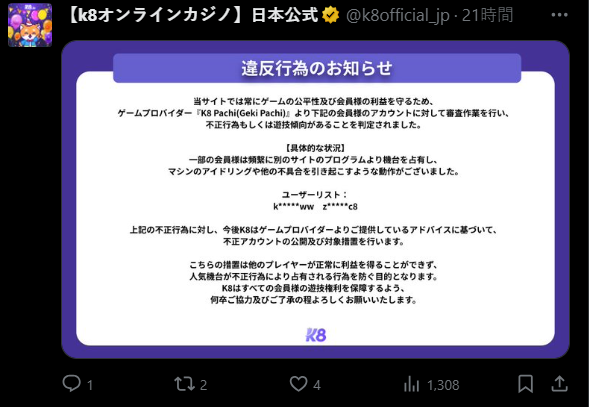 【k8オンラインカジノ】日本公式 @k8official_jp · 21時間
違反行為のお知らせ
当サイトでは常にゲームの公平性及び会員様の利益を守るため、
ゲームプロバイダー『K8 Pachi(Geki Pachi)』より下記の会員様のアカウントに対して審査作業を行い、
不正行為もしくは遊技傾向があることを判定されました。
【具体的な状況】
一部の会員様は頻繁に別のサイトのプログラムより機台を占有し、
マシンのアイドリングや他の不具合を引き起こすような動作がございました。
ユーザーリスト：
k*****ww z*****c8
上記の不正行為に対し、今後K8はゲームプロバイダーよりご提供しているアドバイスに基づいて、
不正アカウントの公開及び対象措置を行います。
こちらの措置は他のプレイヤーが正常に利益を得ることができず、
人気機台が不正行為により占有される行為を防ぐ目的となります。
K8はすべての会員様の遊技権利を保障するよう、
何卒ご協力及びご了承の程よろしくお願いいたします。
K8
1 2 4 1,308